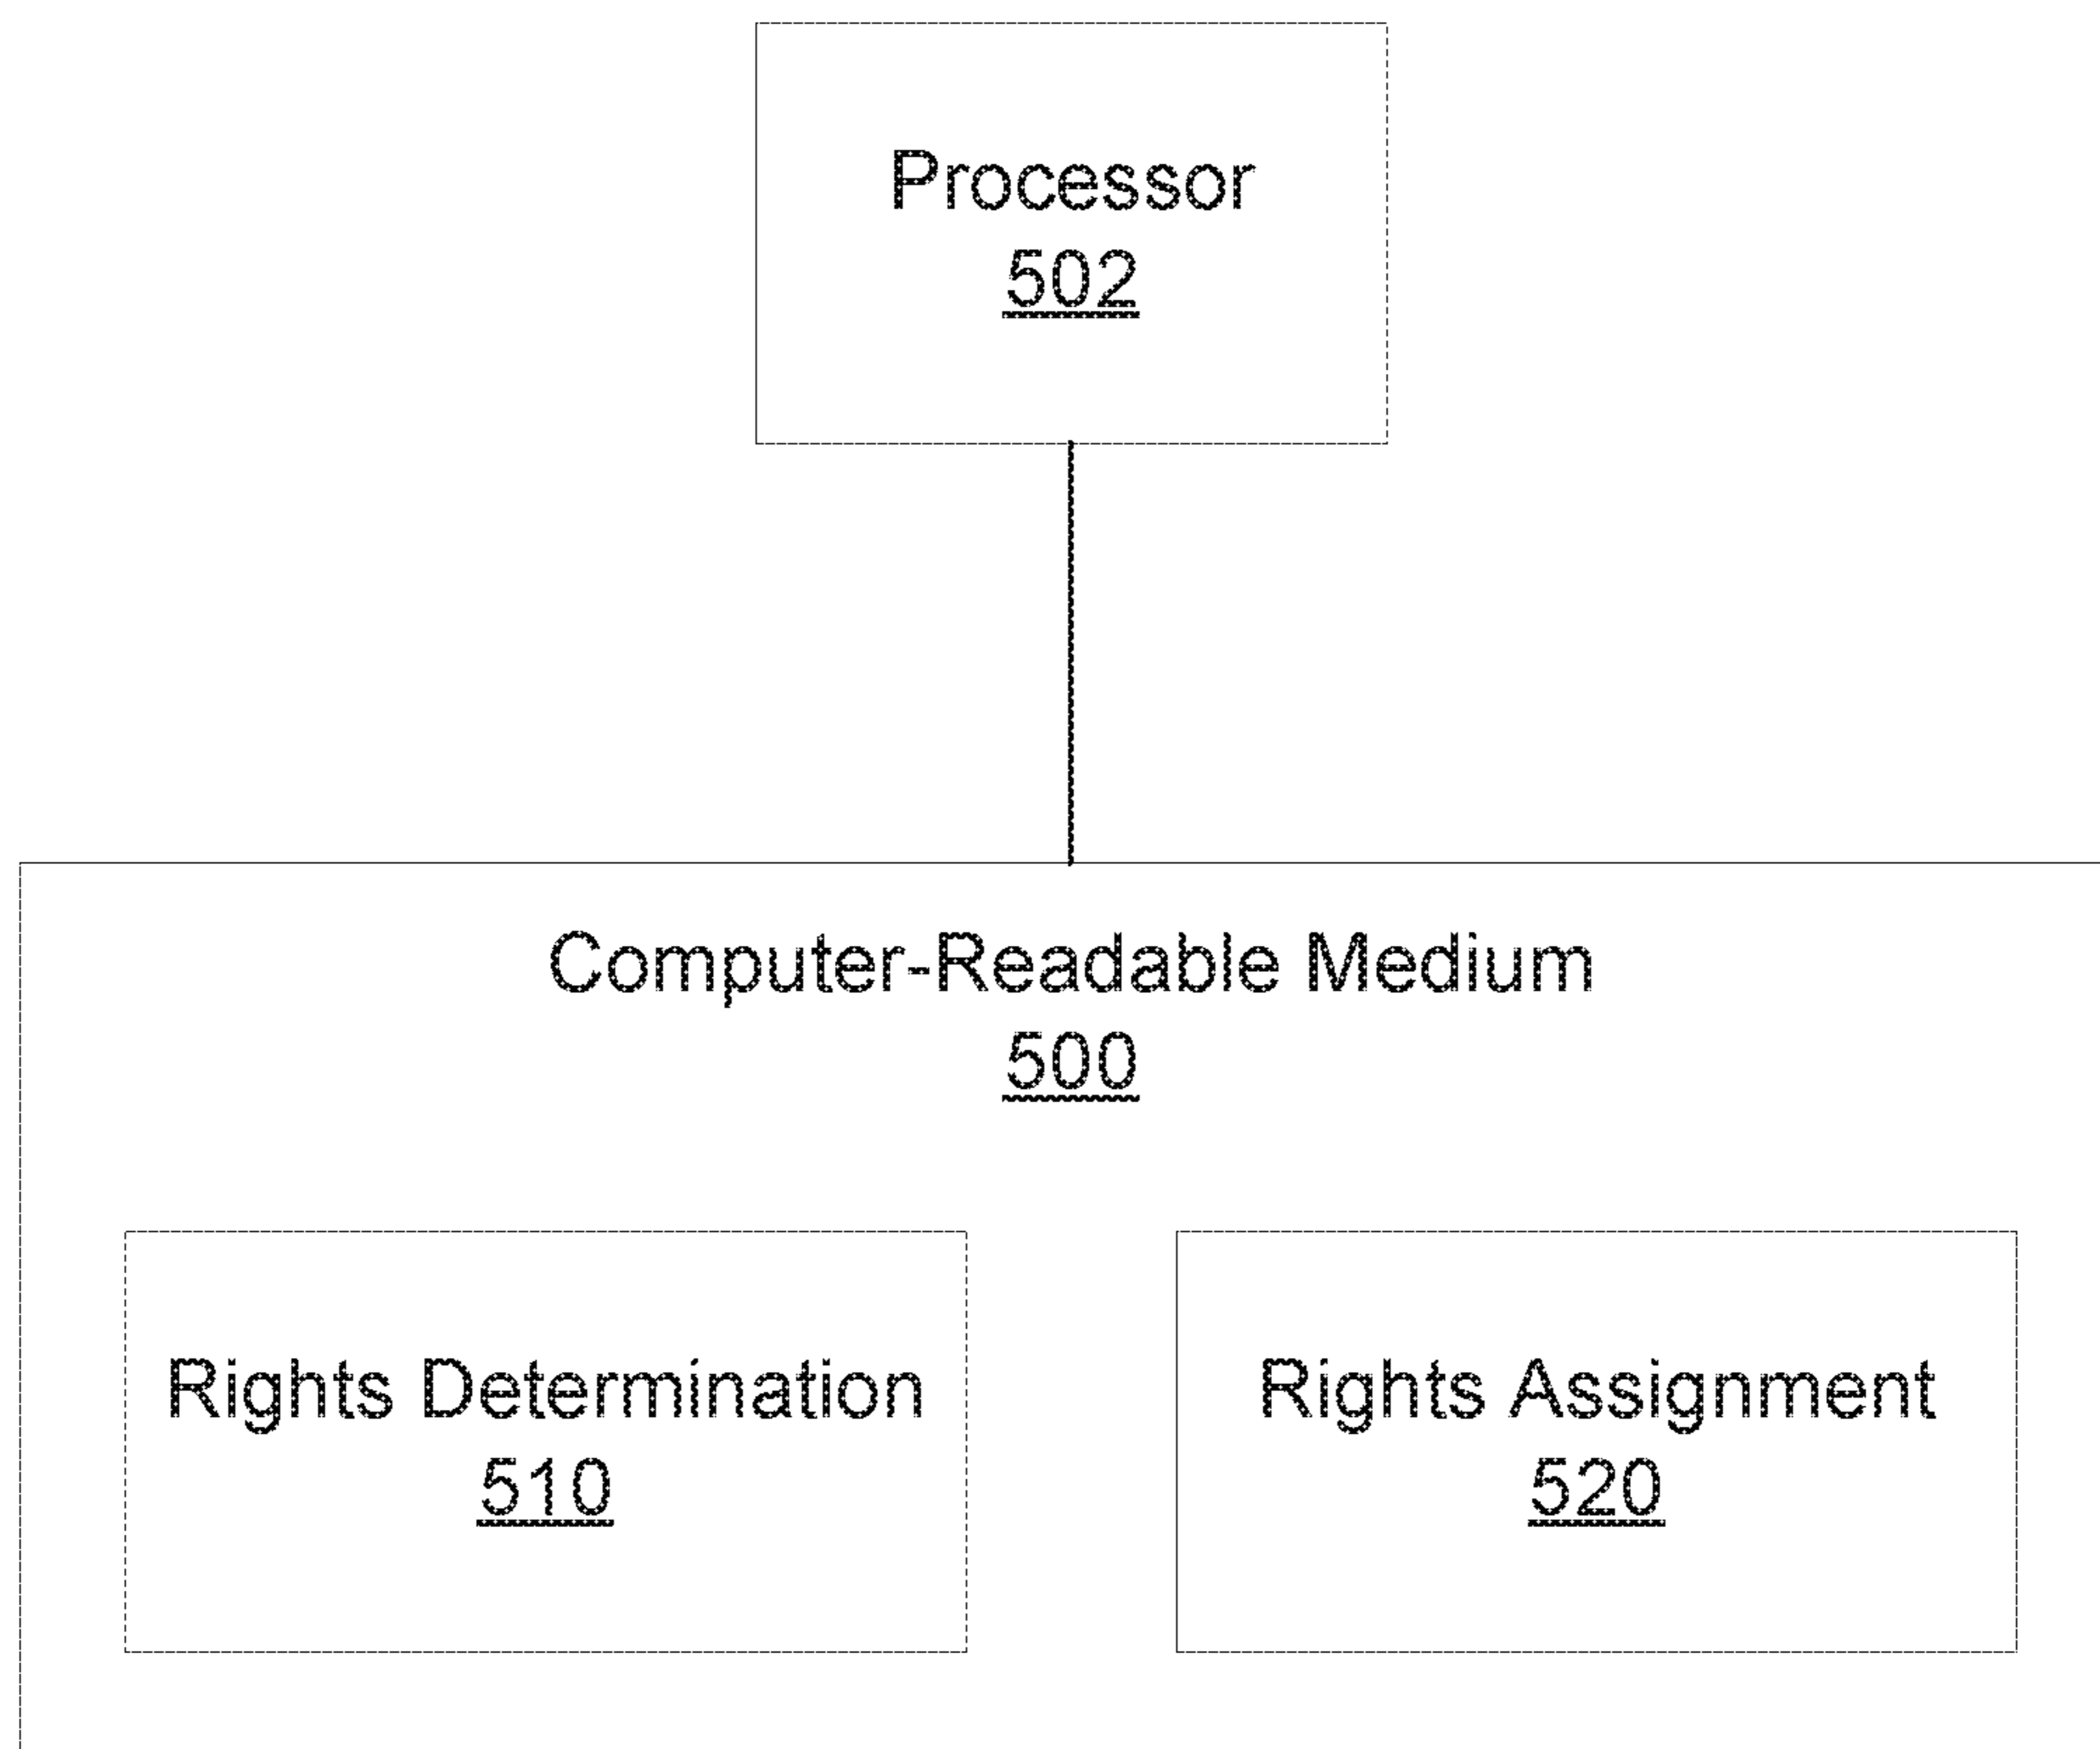 Processor
502
Computer-Readable Medium
500
Rights Determination
510
Rights Assignment
520